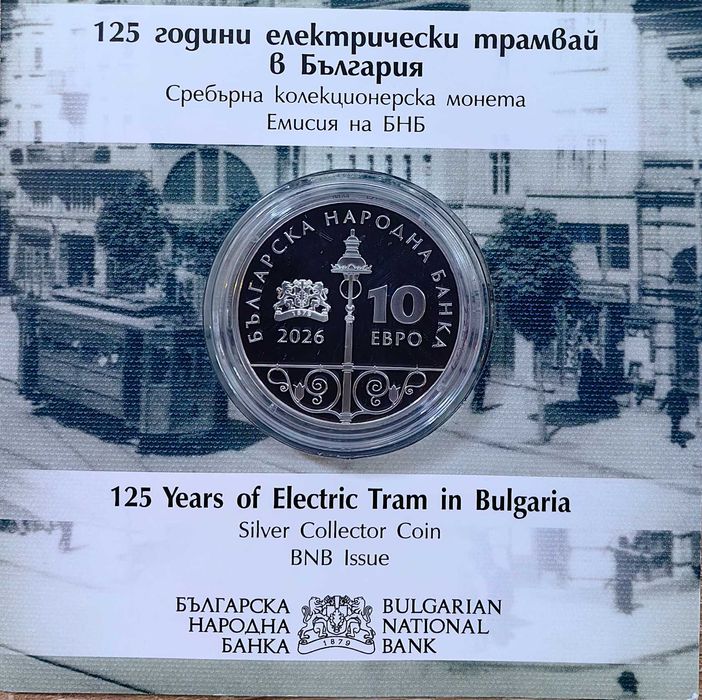 125 години електрически трамвай
в България
Сребърна колекционерска монета
Емисия на БНБ
БЪЛГАРСКА НАРОДНА БАНКА
1879
2026
10
ЕВРО
125 Years of Electric Tram in Bulgaria
Silver Collector Coin
BNB Issue
БЪЛГАРСКА
НАРОДНА
БАНКА
1879
BULGARIAN
NATIONAL
BANK